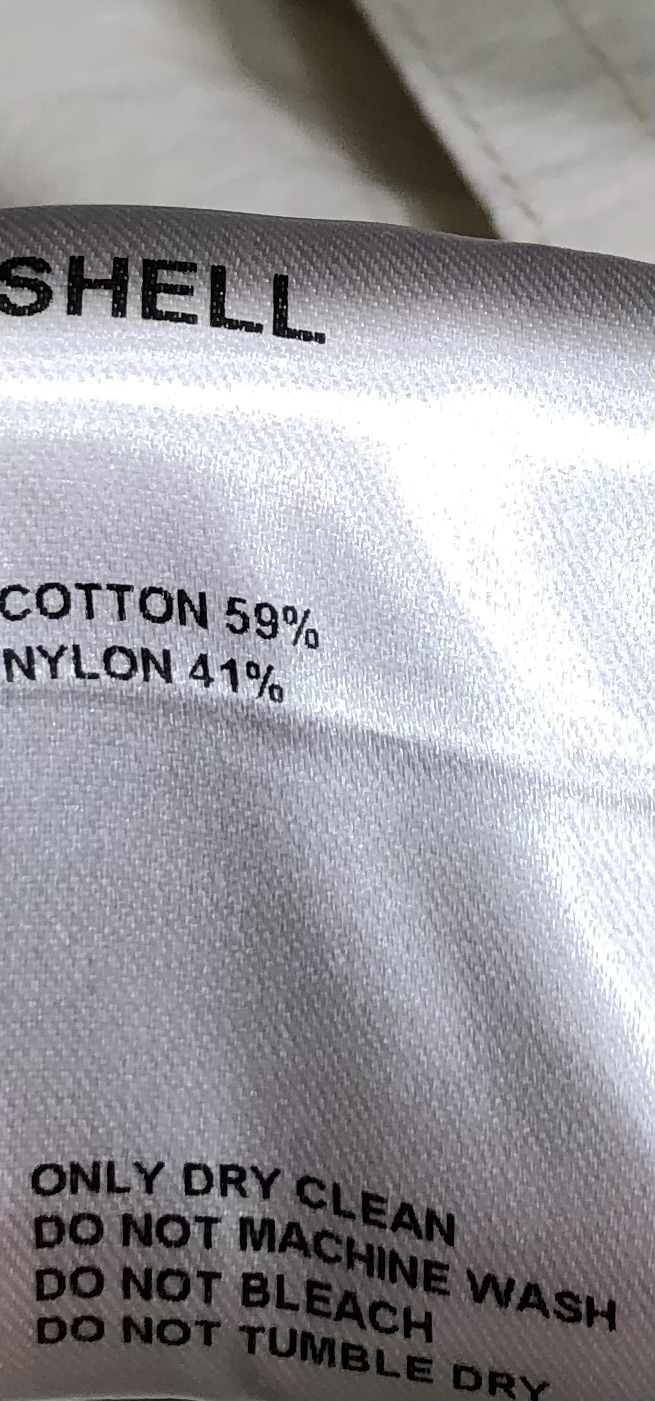 SHELL
COTTON 59%
NYLON 41%
ONLY DRY CLEAN
DO NOT MACHINE WASH
DO NOT BLEACH
DO NOT TUMBLE DRY